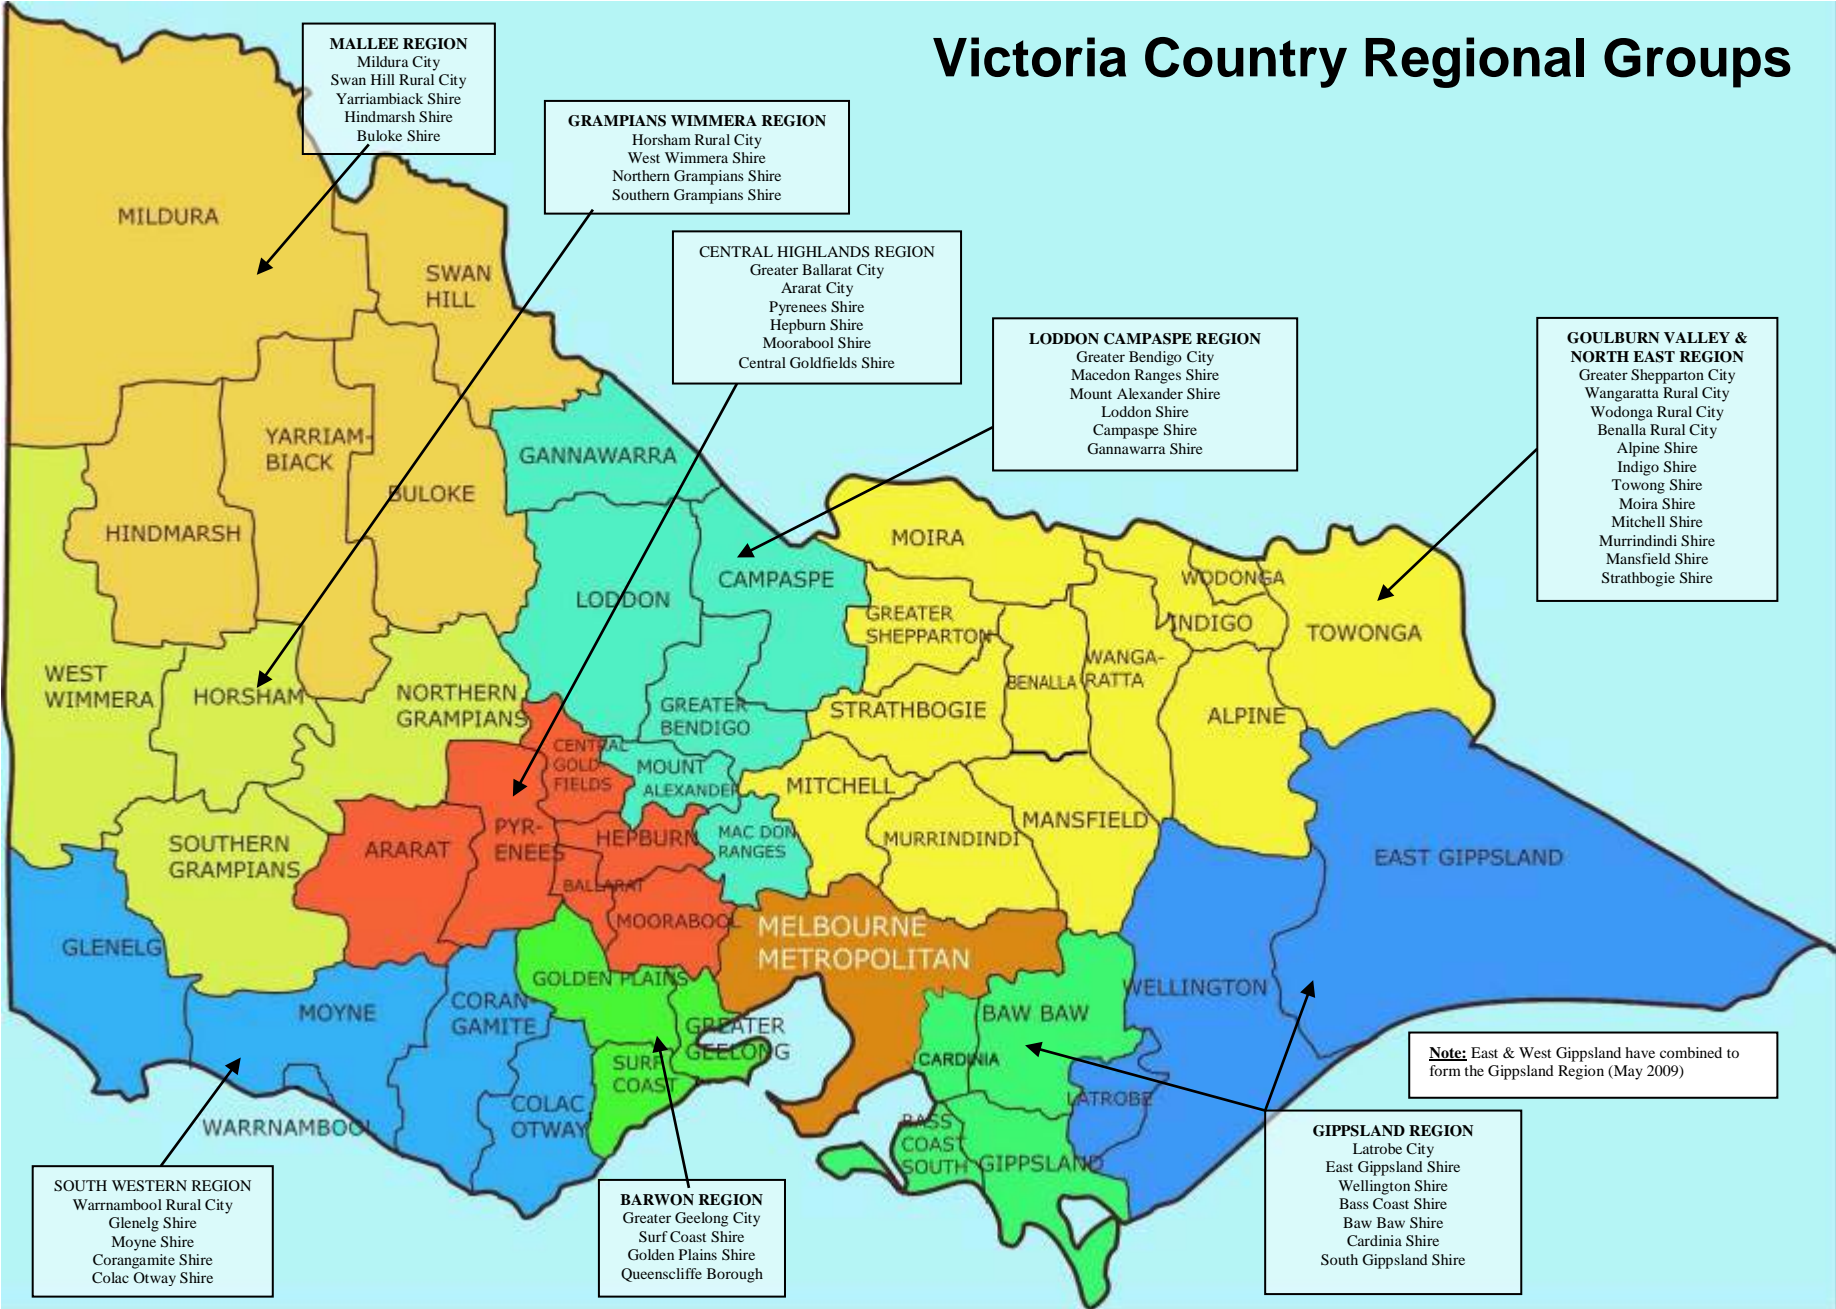 Victoria Country Regional Groups
MALLEE REGION
Mildura City
Swan Hill Rural City
Yarriambiack Shire
Hindmarsh Shire
Buloke Shire
GRAMPIANS WIMMERA REGION
Horsham Rural City
West Wimmera Shire
Northern Grampians Shire
Southern Grampians Shire
CENTRAL HIGHLANDS REGION
Greater Ballarat City
Ararat City
Pyrenees Shire
Hepburn Shire
Moorabool Shire
Central Goldfields Shire
LODDON CAMPASPE REGION
Greater Bendigo City
Macedon Ranges Shire
Mount Alexander Shire
Loddon Shire
Campaspe Shire
Gannawarra Shire
GOULBURN VALLEY &
NORTH EAST REGION
Greater Shepparton City
Wangaratta Rural City
Wodonga Rural City
Benalla Rural City
Alpine Shire
Indigo Shire
Towong Shire
Moira Shire
Mitchell Shire
Murrindindi Shire
Mansfield Shire
Strathbogie Shire
MILDURA
SWAN
HILL
YARRIAM-
BIACK
BULOKE
HINDMARSH
GANNAWARRA
LODDON
CAMPASPE
MOIRA
GREATER
SHEPPARTON
WODONGA
INDIGO
TOWONGA
WANGA-
RATTA
BENALLA
ALPINE
STRATHBOGIE
WEST
WIMMERA
HORSHAM
NORTHERN
GRAMPIANS
GREATER
BENDIGO
CENTRAL
GOLD-
FIELDS
MOUNT
ALEXANDER
MITCHELL
MURRINDINDI
MANSFIELD
SOUTHERN
GRAMPIANS
ARARAT
PYR-
ENEES
HEPBURN
MAC DON
RANGES
BALLARAT
MOORABOOL
EAST GIPPSLAND
MELBOURNE
METROPOLITAN
GLENELG
MOYNE
CORAN-
GAMITE
GOLDEN PLAINS
GREATER
GEELONG
SURF
COAST
COLAC
OTWAY
WARRNAMBOOL
WELLINGTON
BAW BAW
CARDINIA
LATROBE
BASS
COAST
SOUTH GIPPSLAND
Note: East & West Gippsland have combined to
form the Gippsland Region (May 2009)
SOUTH WESTERN REGION
Warrnambool Rural City
Glenelg Shire
Moyne Shire
Corangamite Shire
Colac Otway Shire
BARWON REGION
Greater Geelong City
Surf Coast Shire
Golden Plains Shire
Queenscliffe Borough
GIPPSLAND REGION
Latrobe City
East Gippsland Shire
Wellington Shire
Bass Coast Shire
Baw Baw Shire
Cardinia Shire
South Gippsland Shire